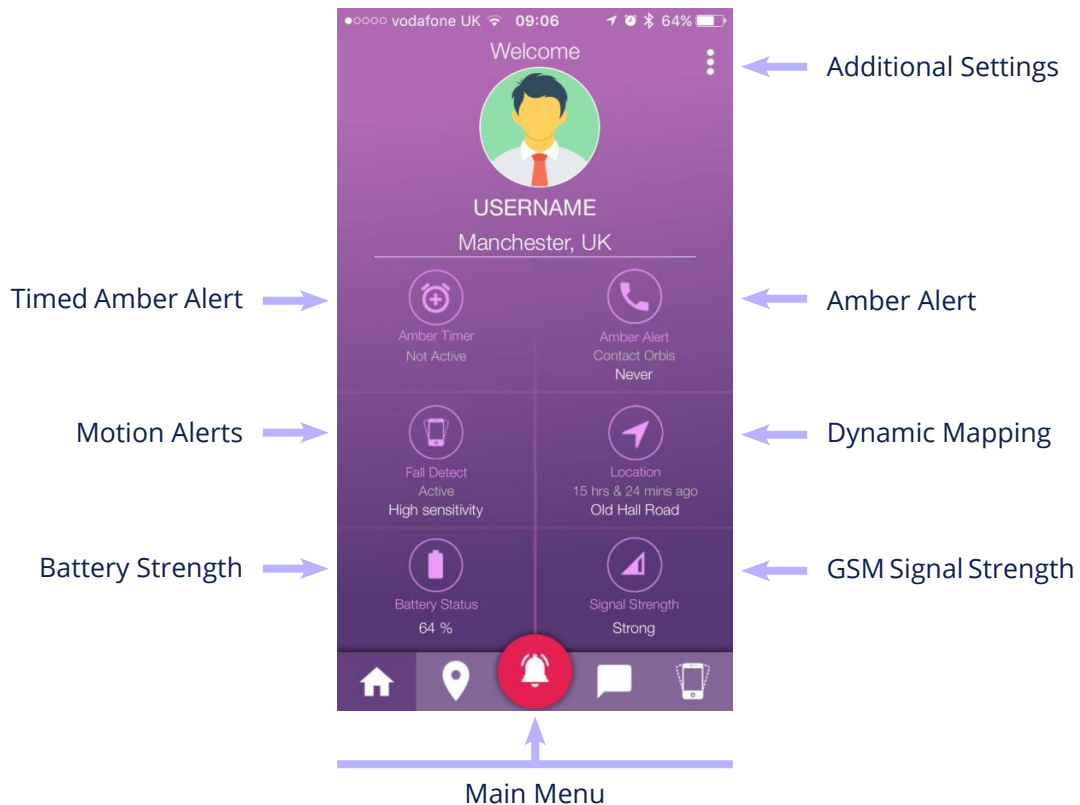 vodafone UK 09:06 64%
Welcome
Additional Settings
USERNAME
Manchester, UK
Timed Amber Alert
Amber Timer
Not Active
Amber Alert
Contact Orbis
Never
Amber Alert
Motion Alerts
Fall Detect
Active
High sensitivity
Location
15 hrs & 24 mins ago
Old Hall Road
Dynamic Mapping
Battery Strength
Battery Status
64 %
Signal Strength
Strong
GSM Signal Strength
Main Menu